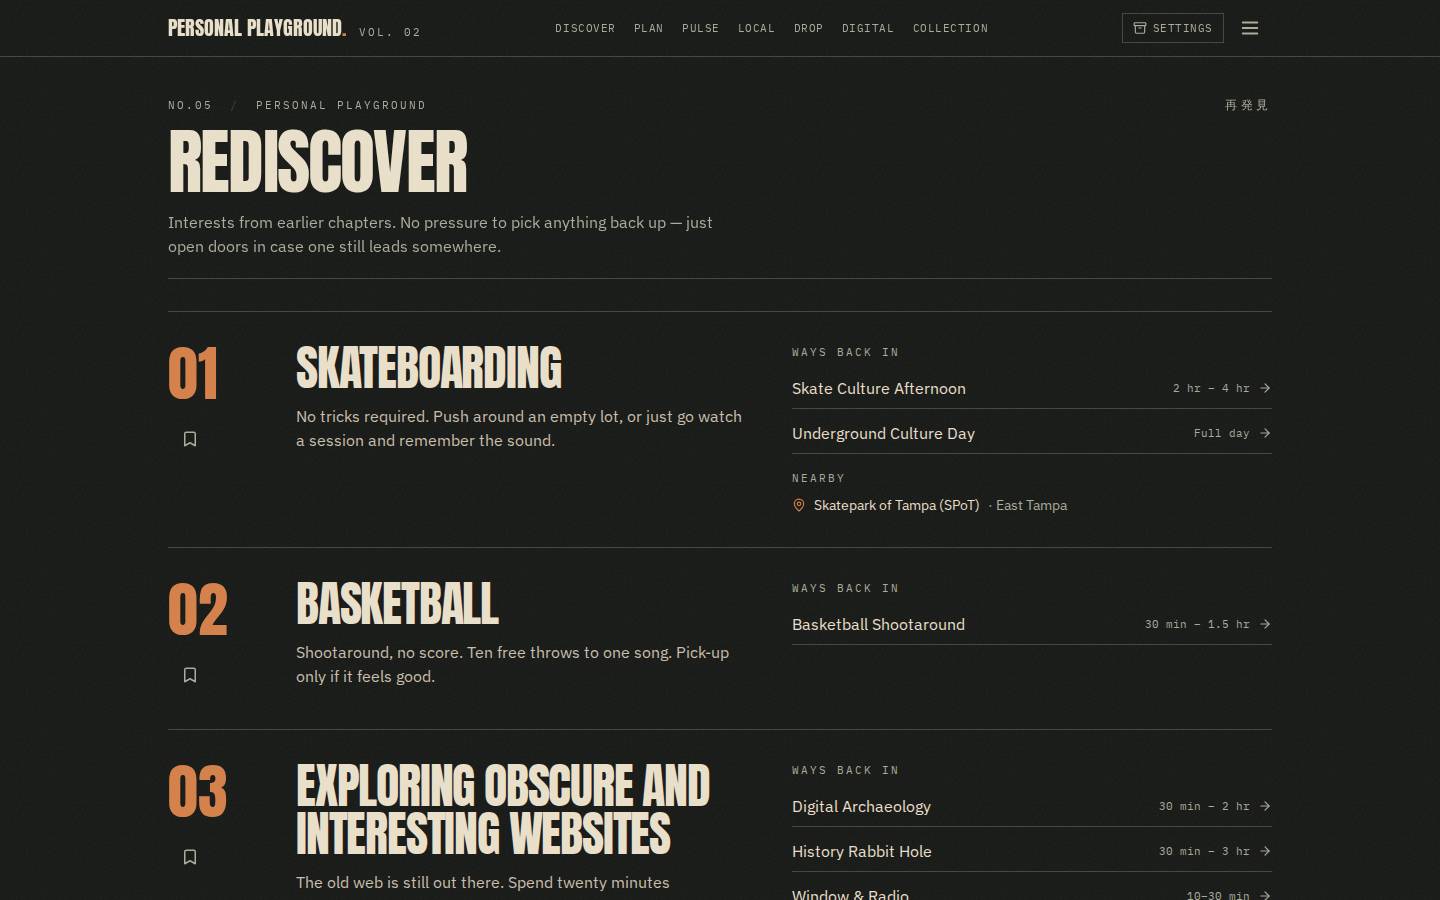 PERSONAL PLAYGROUND. VOL. 02
DISCOVER PLAN PULSE LOCAL DROP DIGITAL COLLECTION
SETTINGS
NO.05 / PERSONAL PLAYGROUND
再発見
REDISCOVER
Interests from earlier chapters. No pressure to pick anything back up — just
open doors in case one still leads somewhere.
01
SKATEBOARDING
No tricks required. Push around an empty lot, or just go watch
a session and remember the sound.
WAYS BACK IN
Skate Culture Afternoon 2 hr – 4 hr →
Underground Culture Day Full day →
NEARBY
Skatepark of Tampa (SPoT) · East Tampa
02
BASKETBALL
Shootaround, no score. Ten free throws to one song. Pick-up
only if it feels good.
WAYS BACK IN
Basketball Shootaround 30 min – 1.5 hr →
03
EXPLORING OBSCURE AND
INTERESTING WEBSITES
The old web is still out there. Spend twenty minutes
WAYS BACK IN
Digital Archaeology 30 min – 2 hr →
History Rabbit Hole 30 min – 3 hr →
Window & Radio 10–30 min →